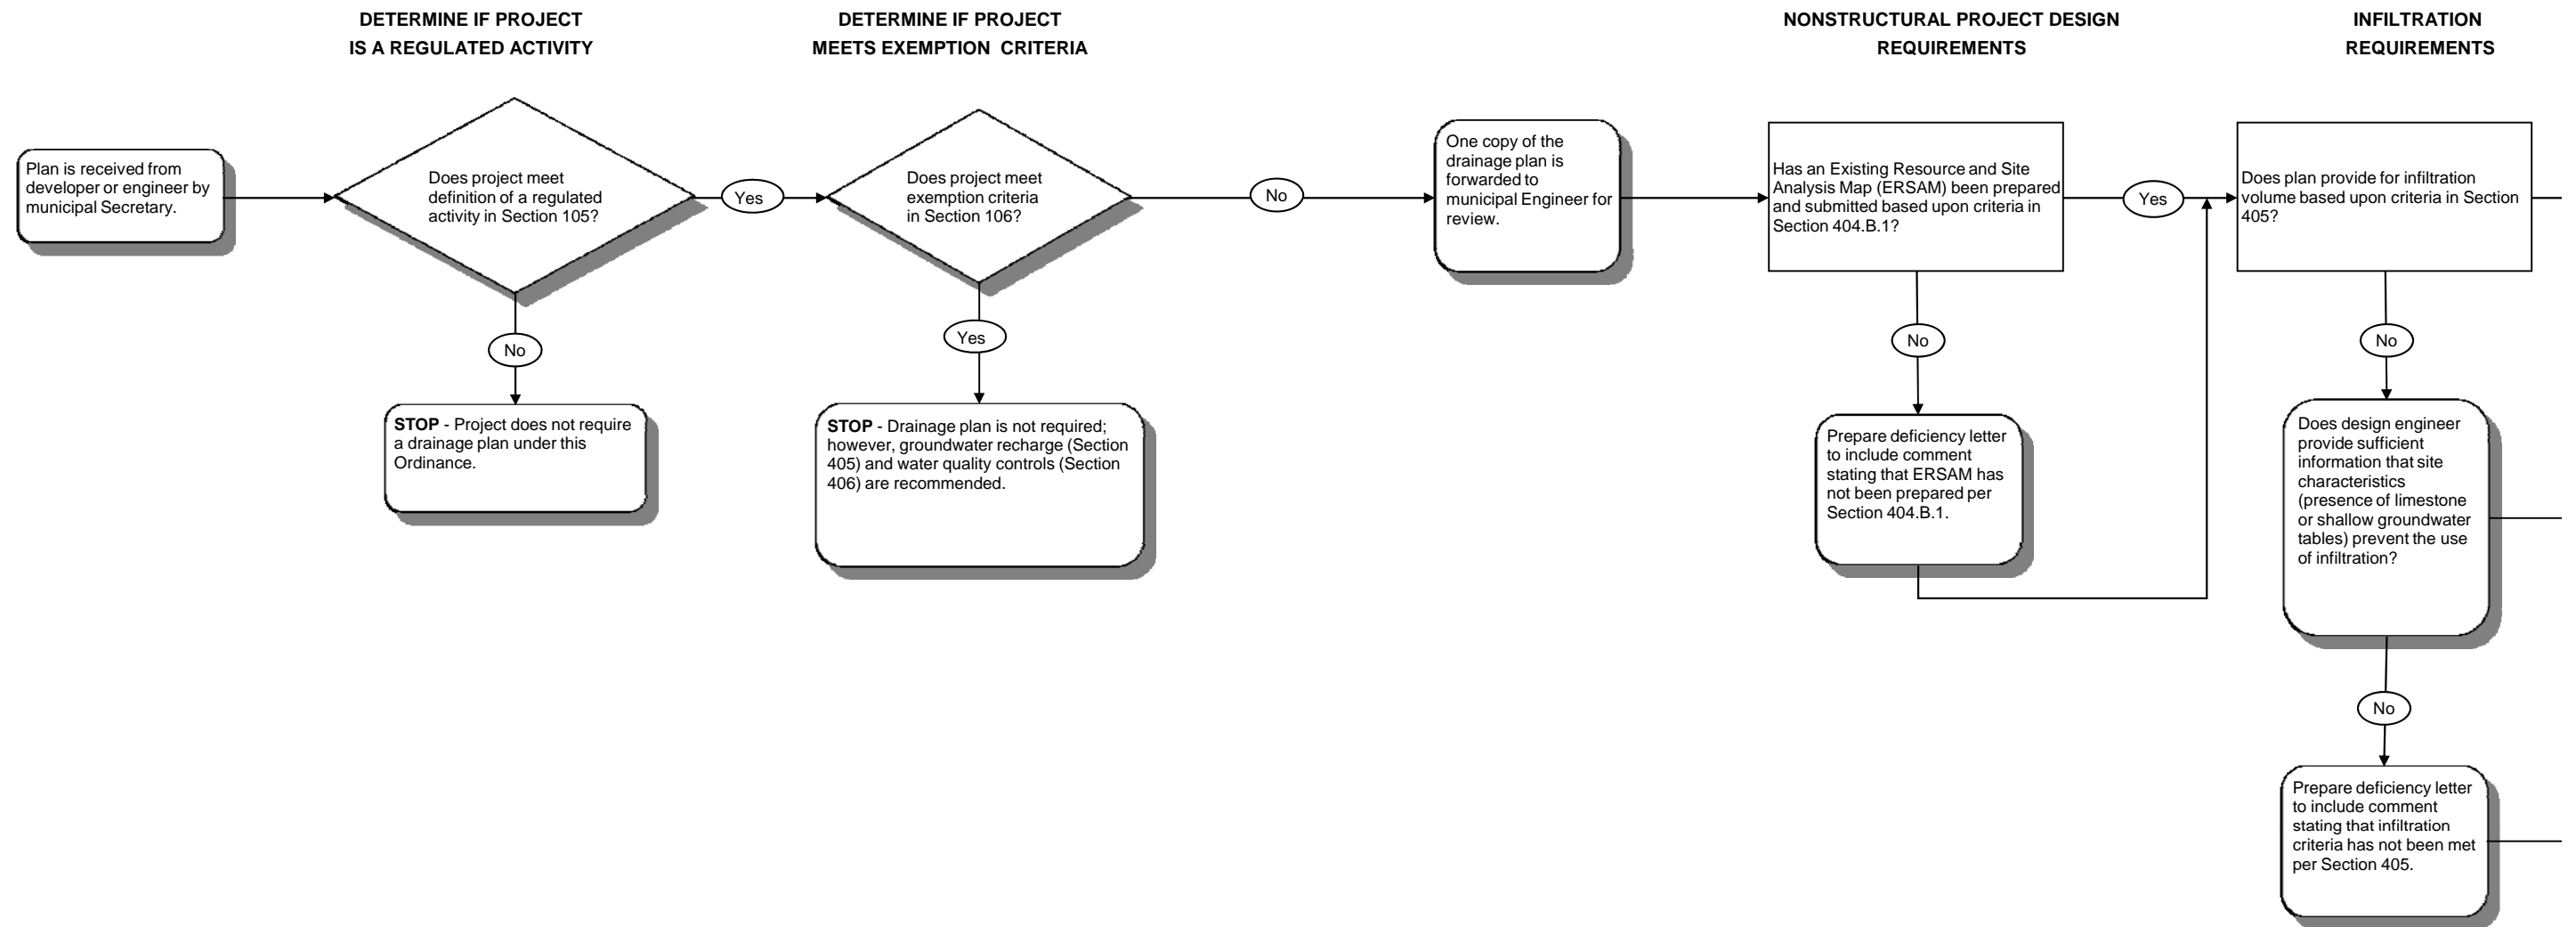 DETERMINE IF PROJECT
IS A REGULATED ACTIVITY
DETERMINE IF PROJECT
MEETS EXEMPTION CRITERIA
NONSTRUCTURAL PROJECT DESIGN
REQUIREMENTS
INFILTRATION
REQUIREMENTS
Plan is received from
developer or engineer by
municipal Secretary.
Does project meet
definition of a regulated
activity in Section 105?
Yes
Does project meet
exemption criteria
in Section 106?
No
One copy of the
drainage plan is
forwarded to
municipal Engineer for
review.
Has an Existing Resource and Site
Analysis Map (ERSAM) been prepared
and submitted based upon criteria in
Section 404.B.1?
Yes
Does plan provide for infiltration
volume based upon criteria in Section
405?
No
Yes
No
No
STOP - Project does not require
a drainage plan under this
Ordinance.
STOP - Drainage plan is not required;
however, groundwater recharge (Section
405) and water quality controls (Section
406) are recommended.
Prepare deficiency letter
to include comment
stating that ERSAM has
not been prepared per
Section 404.B.1.
Does design engineer
provide sufficient
information that site
characteristics
(presence of limestone
or shallow groundwater
tables) prevent the use
of infiltration?
No
Prepare deficiency letter
to include comment
stating that infiltration
criteria has not been met
per Section 405.